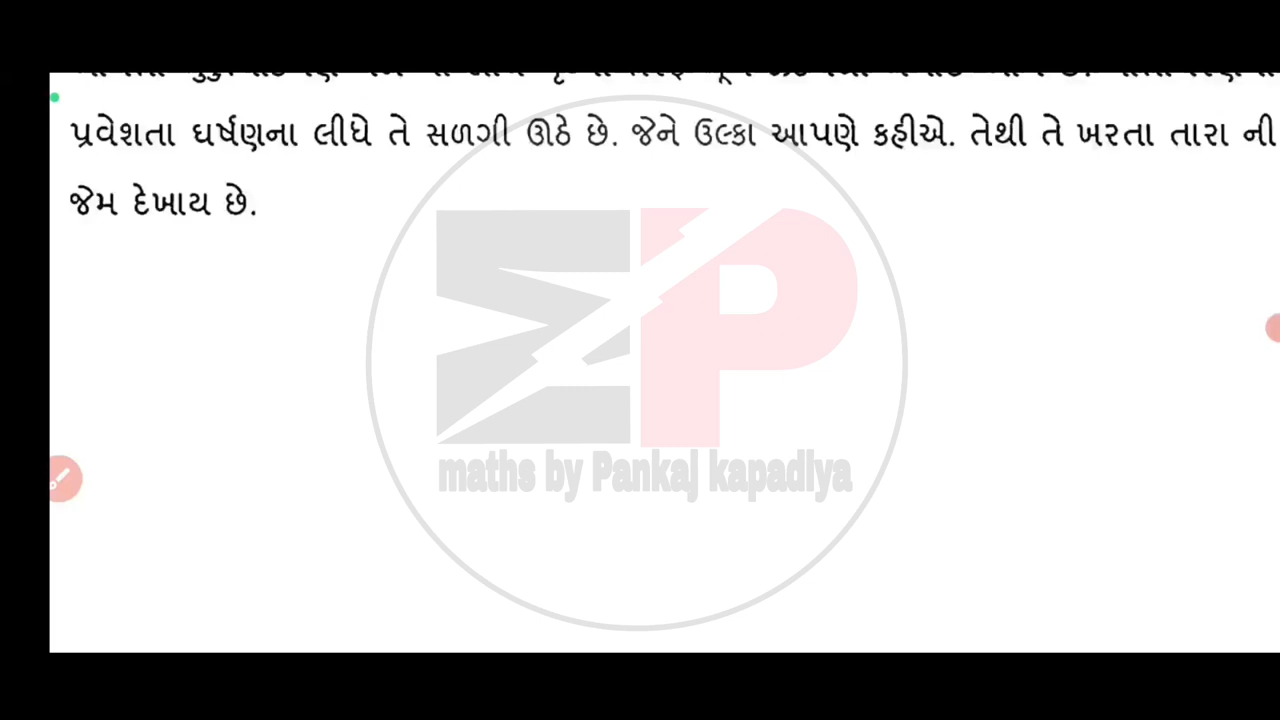 પ્રવેશતા ઘર્ષણના લીધે તે સળગી ઊઠે છે. જેને ઉલ્કા આપણે કહીએ. તેથી તે ખરતા તારા ની
જેમ દેખાય છે.
maths by Pankaj kapadiya